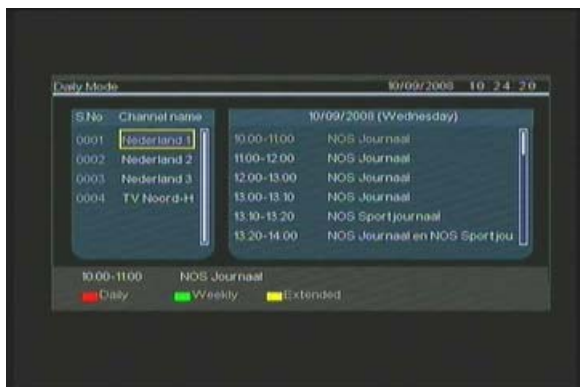 Daily Mode 10/09/2008 10 24 20
S.No Channel name
0001 Nederland 1
0002 Nederland 2
0003 Nederland 3
0004 TV Noord-H
10/09/2008 (Wednesday)
10.00-11.00 NOS Journaal
11.00-12.00 NOS Journaal
12.00-13.00 NOS Journaal
13.00-13.10 NOS Journaal
13.10-13.20 NOS Sportjournaal
13.20-14.00 NOS Journaal en NOS Sportjou
10.00-11.00 NOS Journaal
Daily Weekly Extended